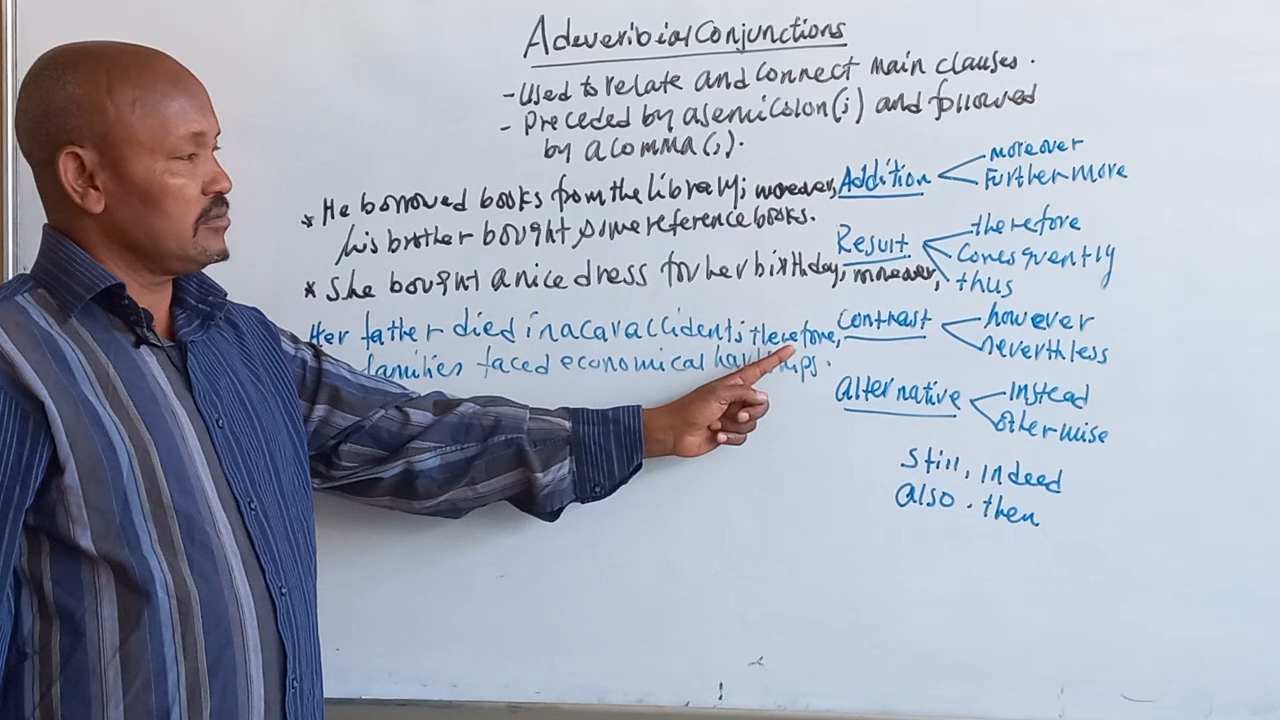 Adeveribial Conjunctions
- Used to relate and connect main clauses.
- Preceded by a semicolon (;) and followed
by a comma (,).
* He borrowed books from the library; moreover,
his brother bought some reference books.
* She bought a nice dress for her birthday; moreover,
Her father died in a car accident; therefore,
families faced economical hardships.
Addition
moreover
Furthermore
Result
therefore
Consequently
thus
Contrast
however
nevertheless
alternative
Instead
otherwise
Still, indeed
also. then